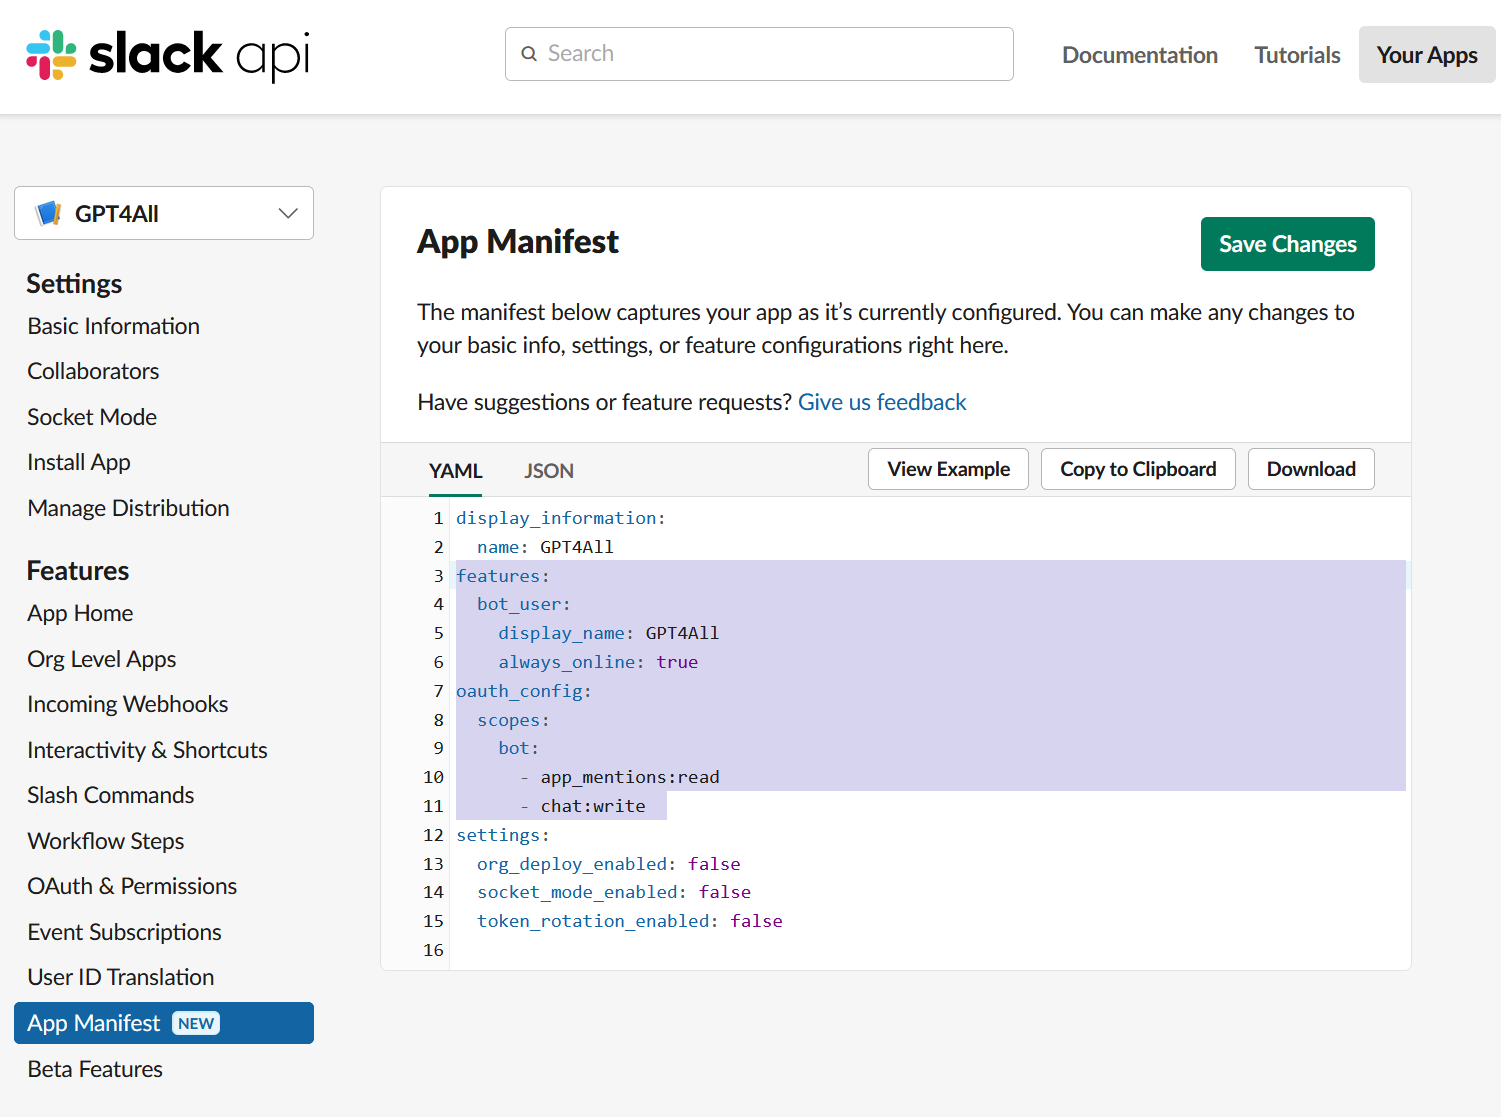 slack api
Search
Documentation
Tutorials
Your Apps
GPT4All
Settings
Basic Information
Collaborators
Socket Mode
Install App
Manage Distribution
Features
App Home
Org Level Apps
Incoming Webhooks
Interactivity & Shortcuts
Slash Commands
Workflow Steps
OAuth & Permissions
Event Subscriptions
User ID Translation
App Manifest NEW
Beta Features
App Manifest
Save Changes
The manifest below captures your app as it’s currently configured. You can make any changes to
your basic info, settings, or feature configurations right here.
Have suggestions or feature requests? Give us feedback
YAML
JSON
View Example
Copy to Clipboard
Download
1 display_information:
2   name: GPT4All
3 features:
4   bot_user:
5     display_name: GPT4All
6     always_online: true
7 oauth_config:
8   scopes:
9     bot:
10       - app_mentions:read
11       - chat:write
12 settings:
13   org_deploy_enabled: false
14   socket_mode_enabled: false
15   token_rotation_enabled: false
16